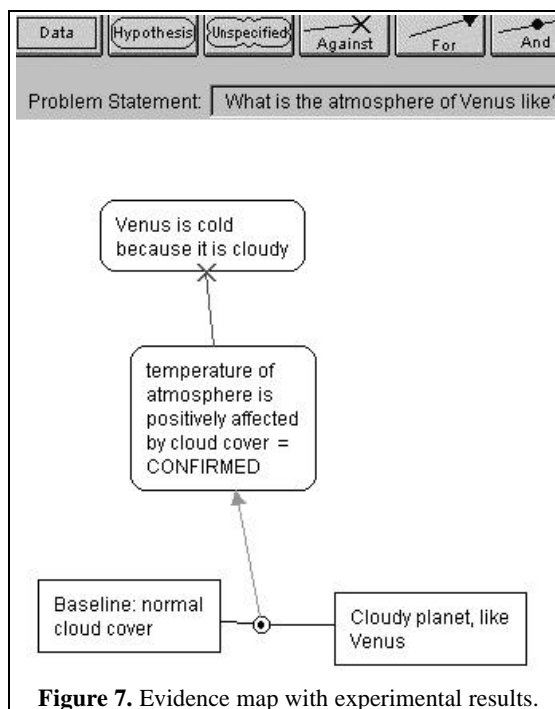 Data Hypothesis Unspecified Against For And
Problem Statement: What is the atmosphere of Venus like?
Venus is cold
because it is cloudy
temperature of
atmosphere is
positively affected
by cloud cover =
CONFIRMED
Baseline: normal
cloud cover
Cloudy planet, like
Venus
Figure 7. Evidence map with experimental results.